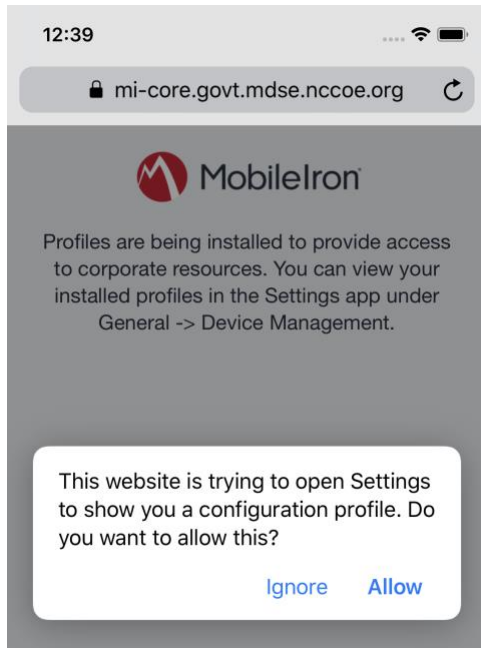 12:39
mi-core.govt.mdse.nccoe.org
MobileIron
Profiles are being installed to provide access
to corporate resources. You can view your
installed profiles in the Settings app under
General -> Device Management.
This website is trying to open Settings
to show you a configuration profile. Do
you want to allow this?
Ignore Allow